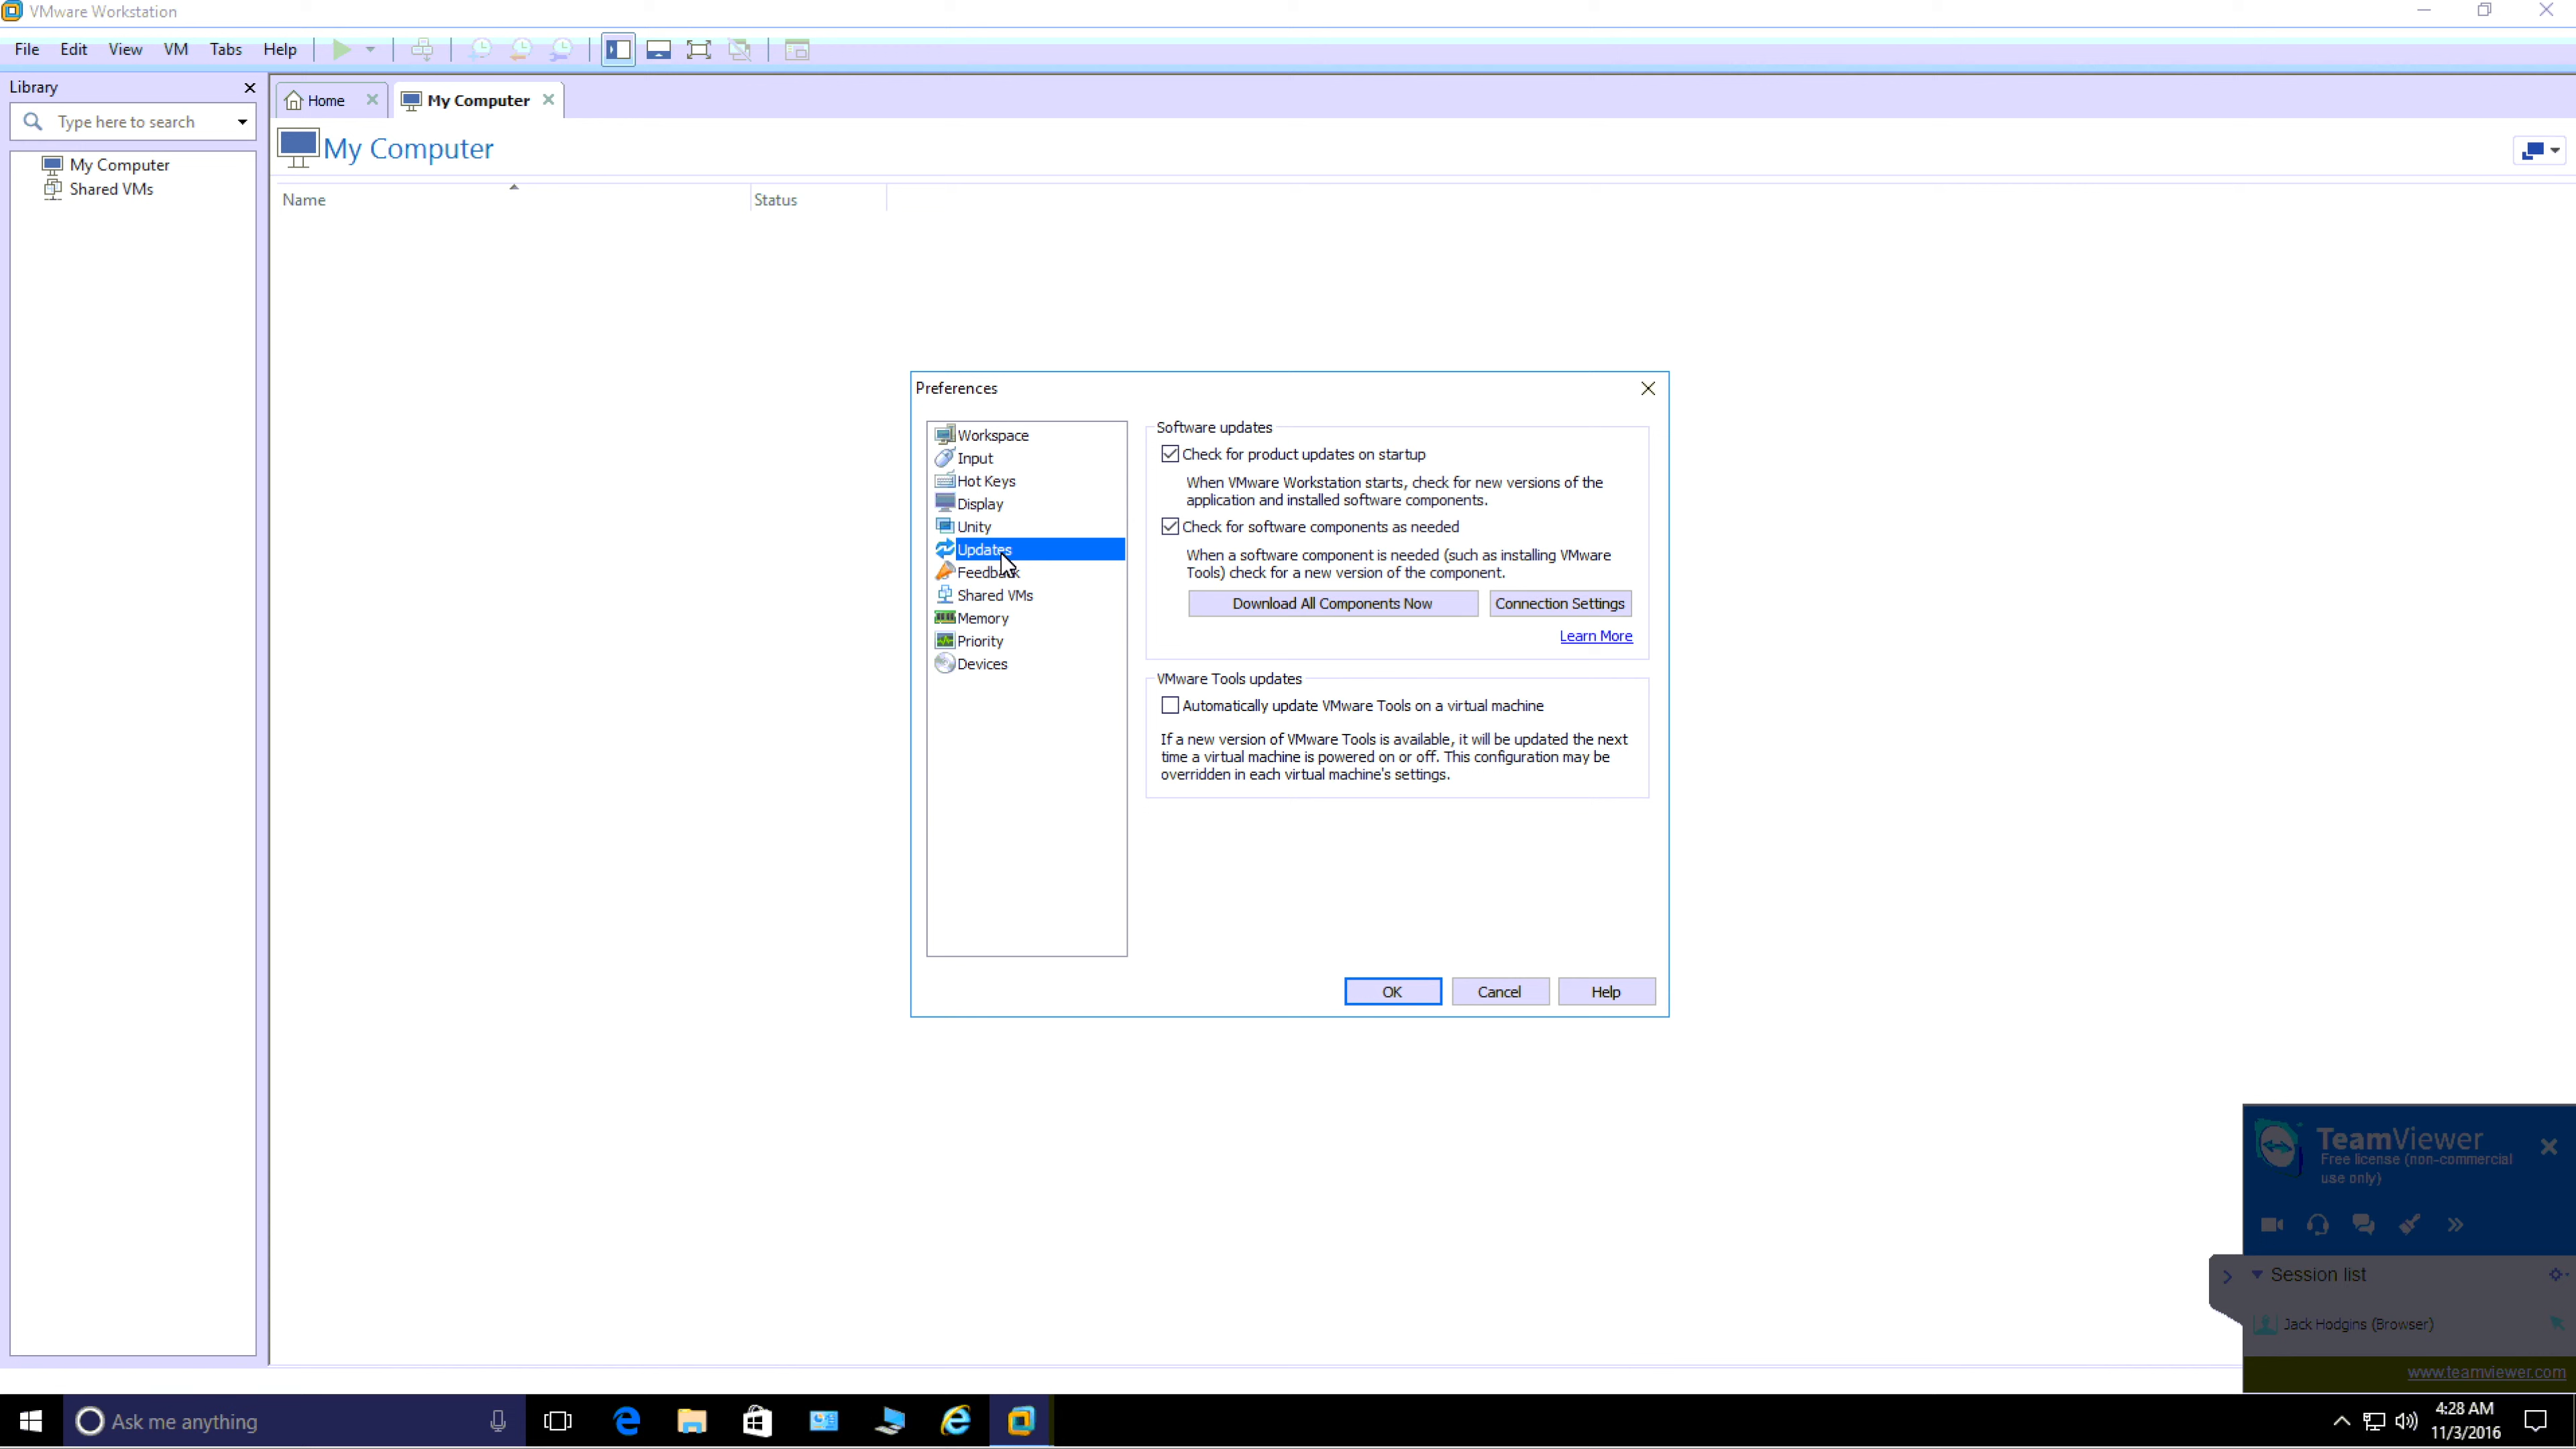 VMware Workstation
File Edit View VM Tabs Help
Library
Type here to search
My Computer
Shared VMs
Home
My Computer
My Computer
Name
Status
Preferences
Workspace
Input
Hot Keys
Display
Unity
Updates
Feedback
Shared VMs
Memory
Priority
Devices
Software updates
Check for product updates on startup
When VMware Workstation starts, check for new versions of the
application and installed software components.
Check for software components as needed
When a software component is needed (such as installing VMware
Tools) check for a new version of the component.
Download All Components Now
Connection Settings
Learn More
VMware Tools updates
Automatically update VMware Tools on a virtual machine
If a new version of VMware Tools is available, it will be updated the next
time a virtual machine is powered on or off. This configuration may be
overridden in each virtual machine's settings.
OK
Cancel
Help
TeamViewer
Free license (non-commercial
use only)
Session list
Jack Hodgins (Browser)
www.teamviewer.com
Ask me anything
4:28 AM
11/3/2016